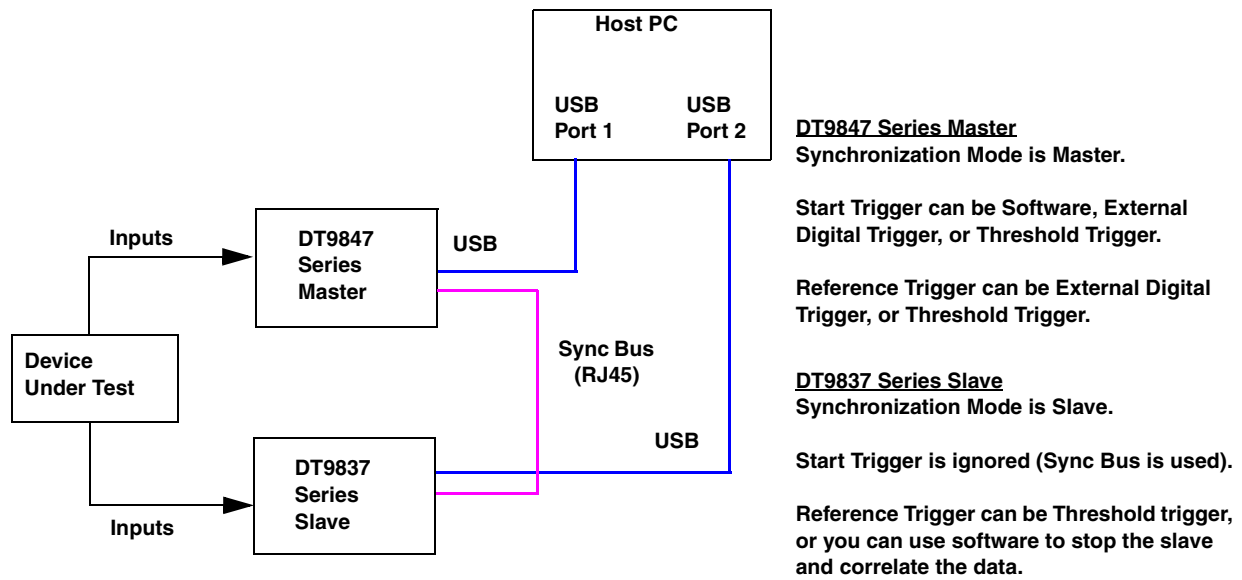 Host PC
USB
Port 1
USB
Port 2
Inputs
DT9847
Series
Master
USB
Device
Under Test
Sync Bus
(RJ45)
DT9837
Series
Slave
USB
Inputs
DT9847 Series Master
Synchronization Mode is Master.
Start Trigger can be Software, External
Digital Trigger, or Threshold Trigger.
Reference Trigger can be External Digital
Trigger, or Threshold Trigger.
DT9837 Series Slave
Synchronization Mode is Slave.
Start Trigger is ignored (Sync Bus is used).
Reference Trigger can be Threshold trigger,
or you can use software to stop the slave
and correlate the data.